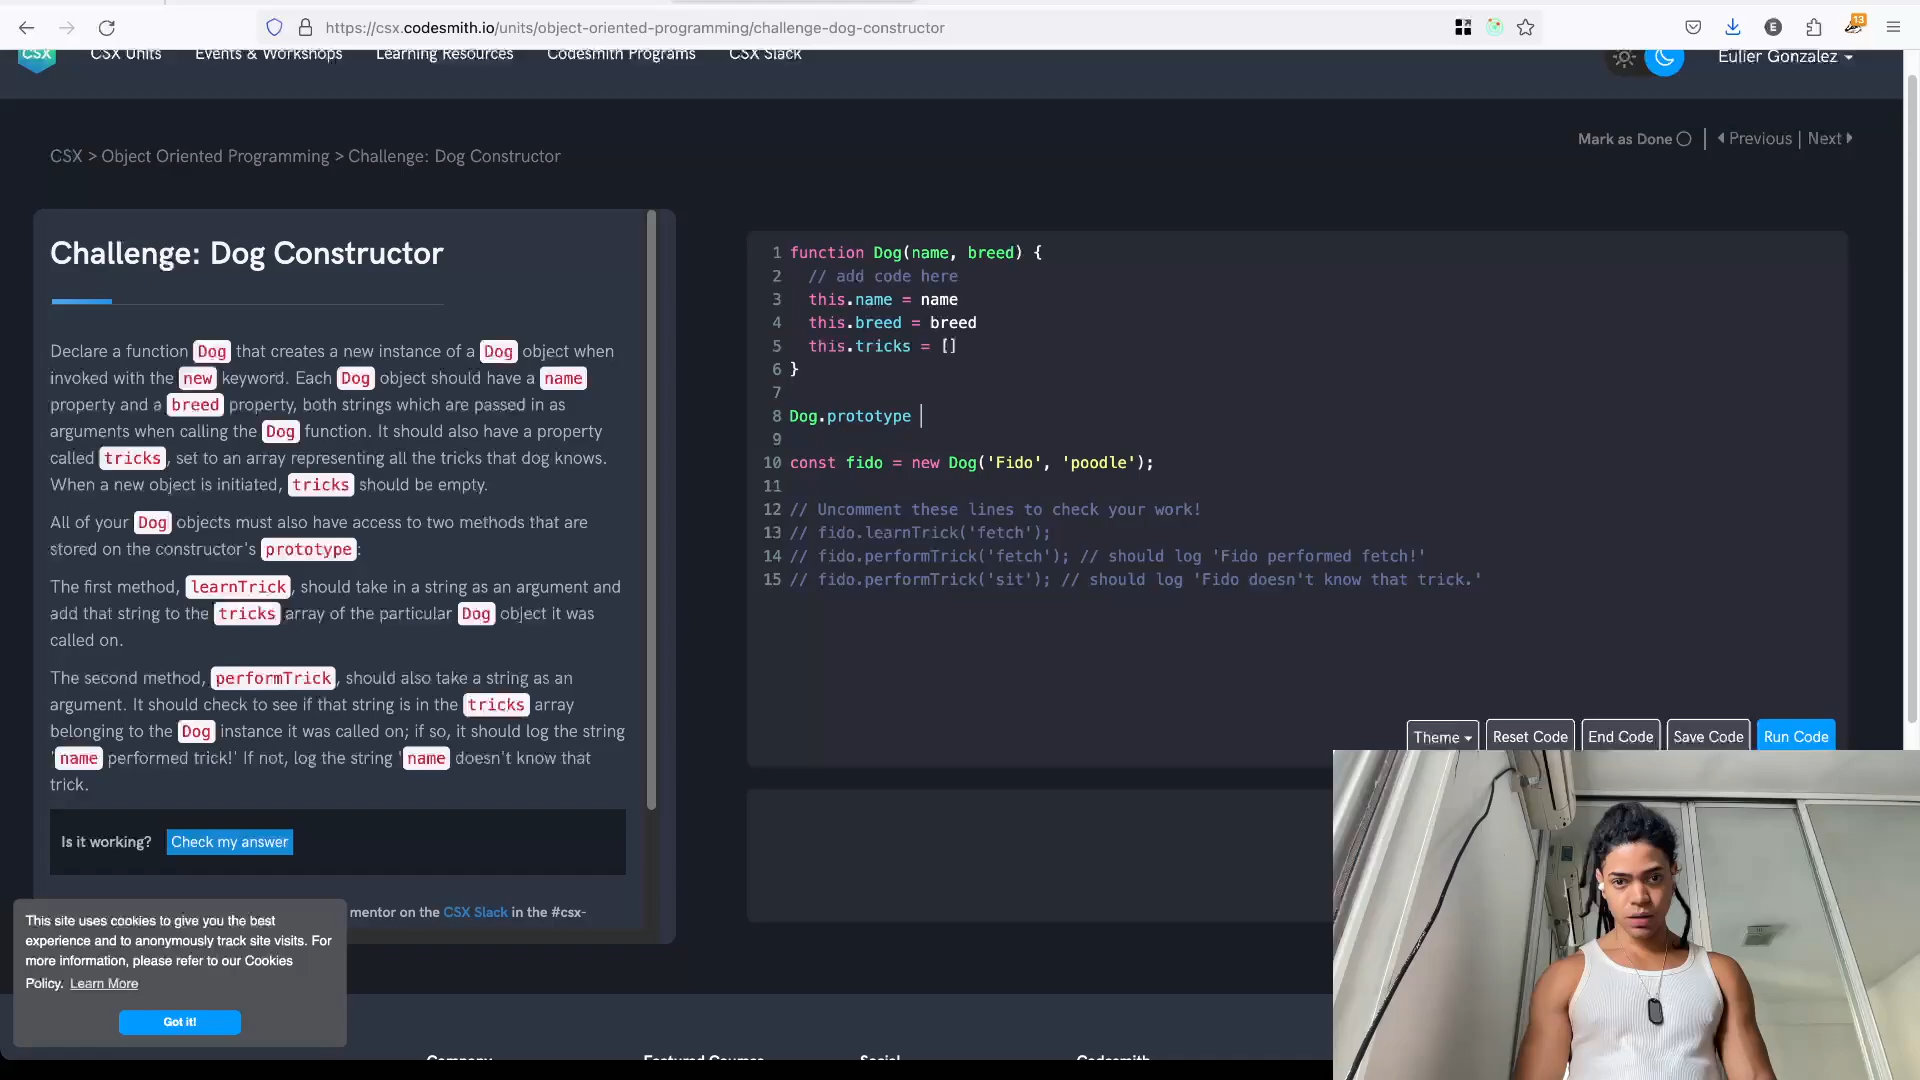 https://csx.codesmith.io/units/object-oriented-programming/challenge-dog-constructor
13
CSX
CSX Units
Events & Workshops
Learning Resources
Codesmith Programs
CSX Slack
Eulier Gonzalez
CSX > Object Oriented Programming > Challenge: Dog Constructor
Mark as Done
Previous | Next
Challenge: Dog Constructor
Declare a function Dog that creates a new instance of a Dog object when
invoked with the new keyword. Each Dog object should have a name
property and a breed property, both strings which are passed in as
arguments when calling the Dog function. It should also have a property
called tricks, set to an array representing all the tricks that dog knows.
When a new object is initiated, tricks should be empty.
All of your Dog objects must also have access to two methods that are
stored on the constructor's prototype:
The first method, learnTrick, should take in a string as an argument and
add that string to the tricks array of the particular Dog object it was
called on.
The second method, performTrick, should also take a string as an
argument. It should check to see if that string is in the tricks array
belonging to the Dog instance it was called on; if so, it should log the string
'name performed trick!' If not, log the string 'name doesn't know that
trick.
Is it working? Check my answer
mentor on the CSX Slack in the #csx-
1 function Dog(name, breed) {
2 // add code here
3 this.name = name
4 this.breed = breed
5 this.tricks = []
6 }
7
8 Dog.prototype
9
10 const fido = new Dog('Fido', 'poodle');
11
12 // Uncomment these lines to check your work!
13 // fido.learnTrick('fetch');
14 // fido.performTrick('fetch'); // should log 'Fido performed fetch!'
15 // fido.performTrick('sit'); // should log 'Fido doesn't know that trick.'
Theme
Reset Code
End Code
Save Code
Run Code
This site uses cookies to give you the best
experience and to anonymously track site visits. For
more information, please refer to our Cookies
Policy. Learn More
Got it!
Company
Featured Courses
Social
Codesmith